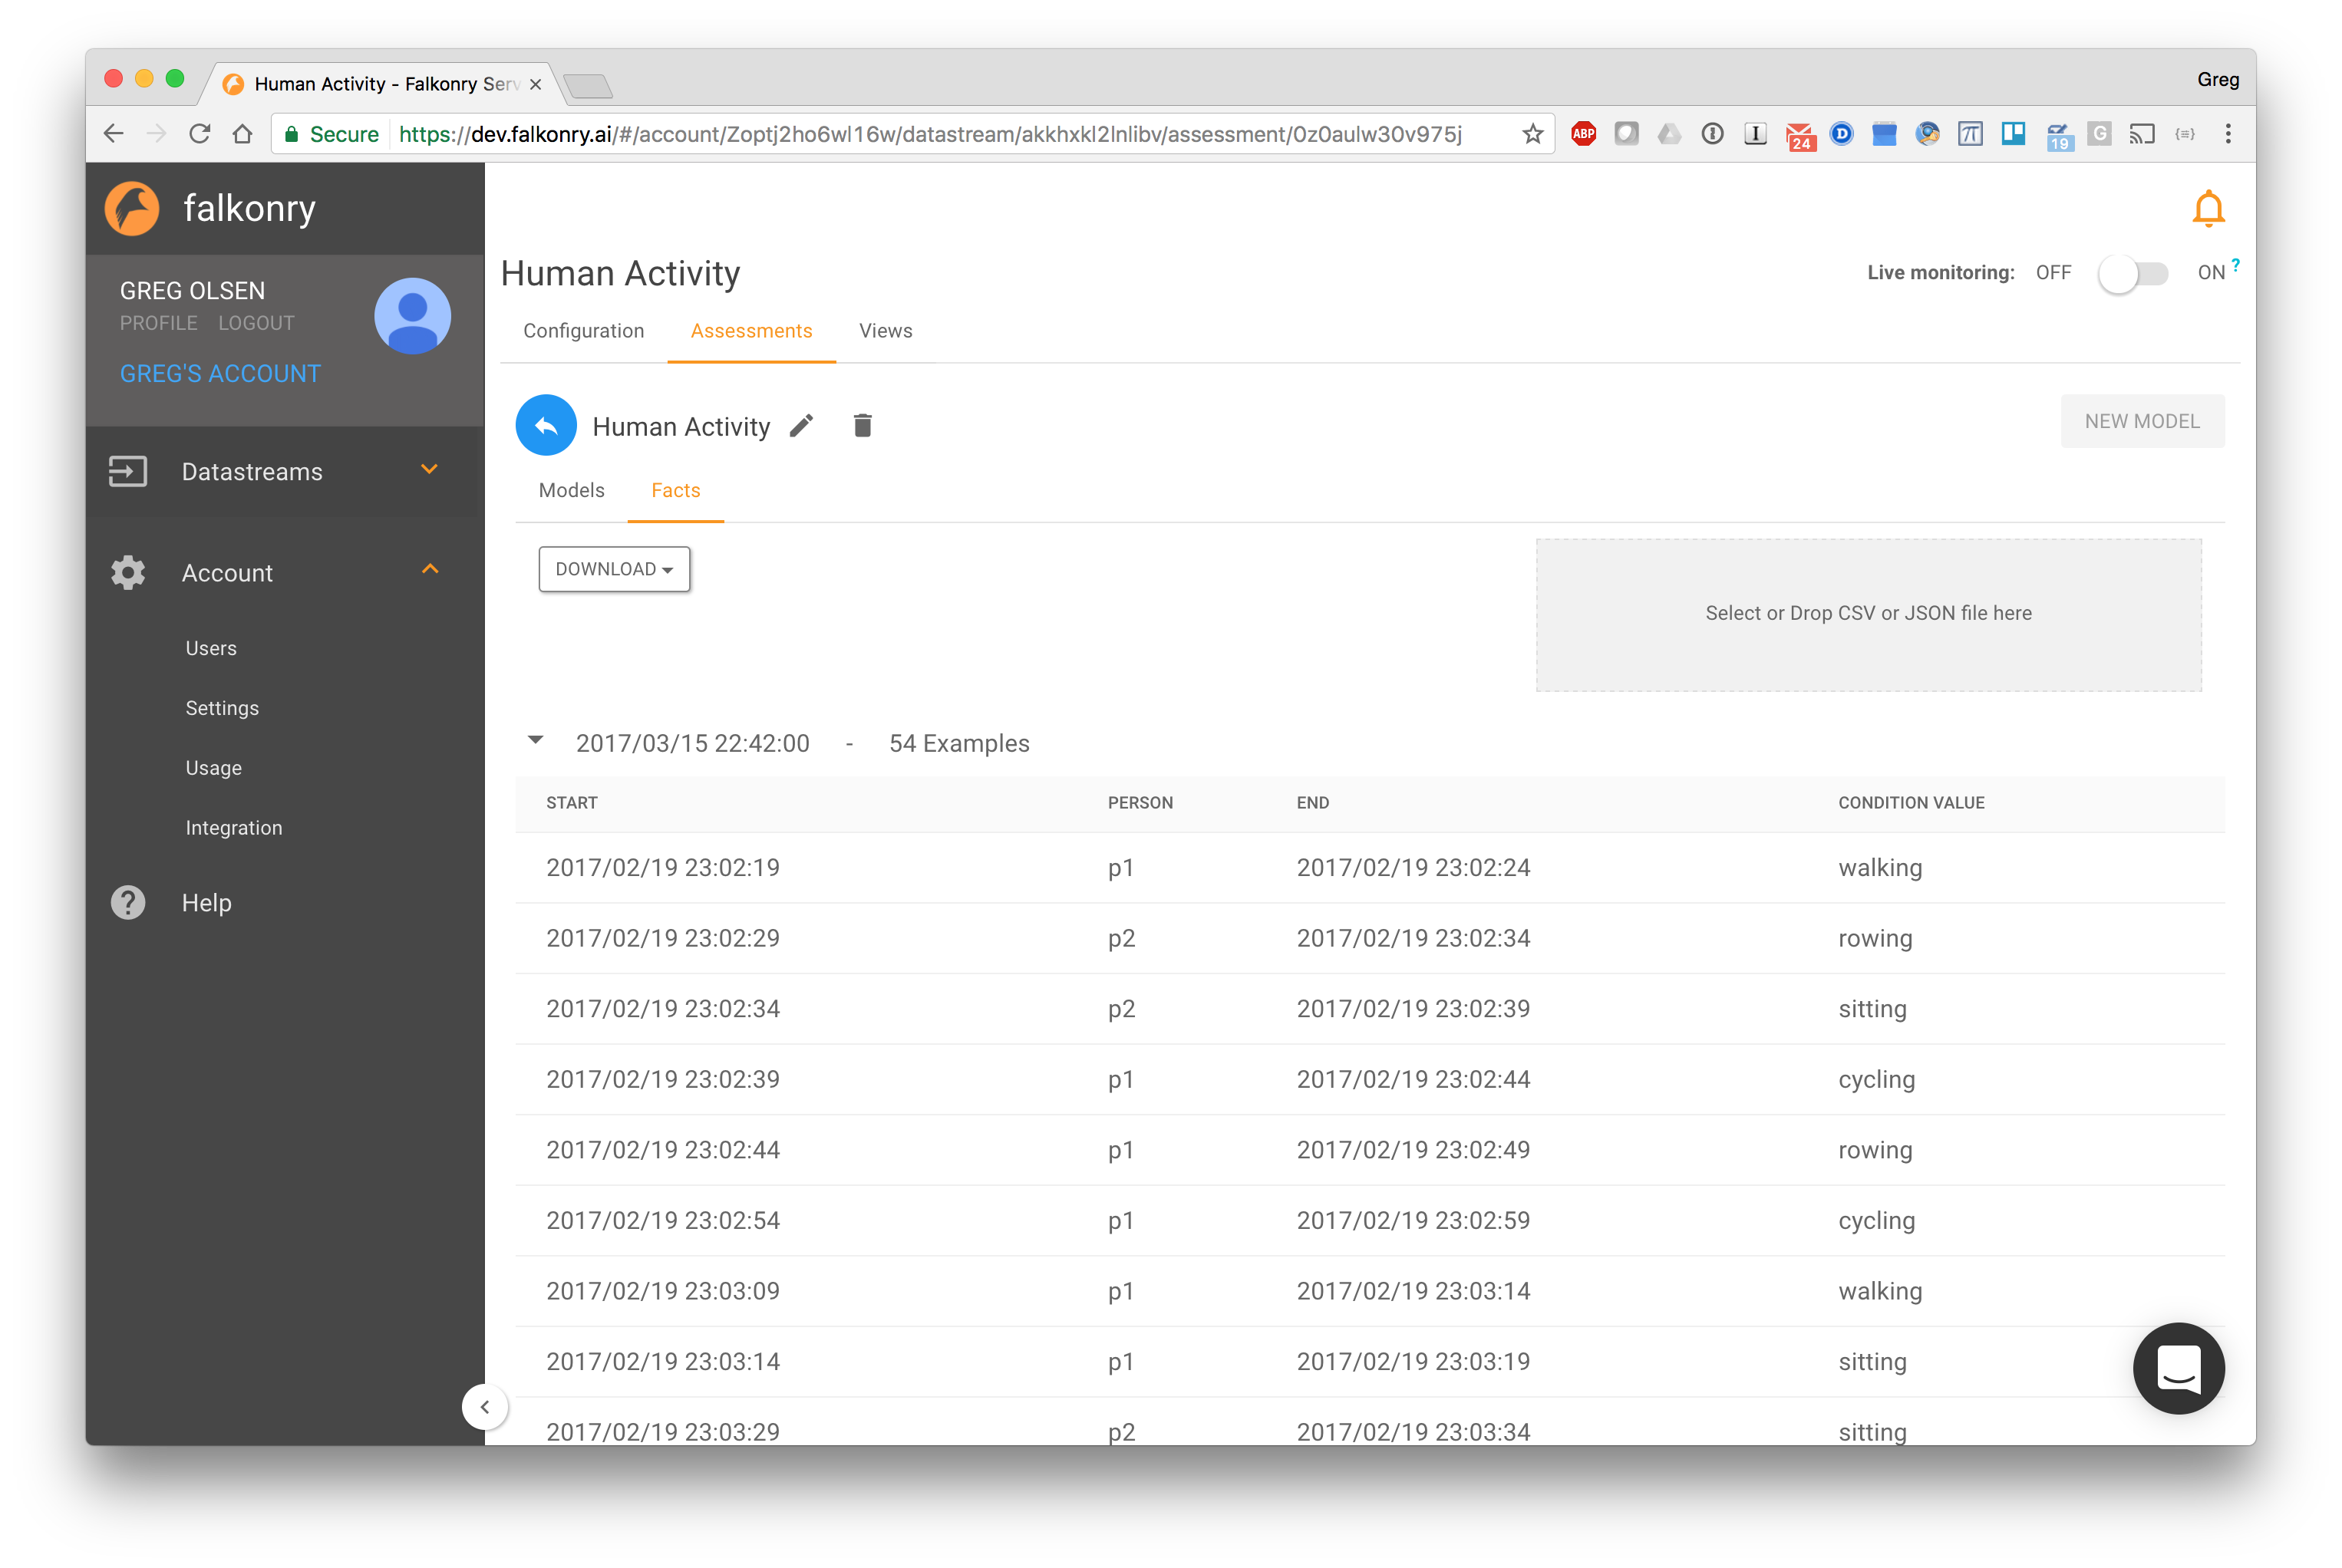 Human Activity - Falkonry Serv
Greg
Secure https://dev.falkonry.ai/#/account/Zoptj2ho6wl16w/datastream/akkhxkl2lnlibv/assessment/0z0aulw30v975j
ABP 24 D 19 G
falkonry
GREG OLSEN
PROFILE LOGOUT
GREG'S ACCOUNT
Datastreams
Account
Users
Settings
Usage
Integration
Help
Human Activity
Live monitoring: OFF ON ?
Configuration Assessments Views
Human Activity
NEW MODEL
Models Facts
DOWNLOAD
Select or Drop CSV or JSON file here
2017/03/15 22:42:00 - 54 Examples
START PERSON END CONDITION VALUE
2017/02/19 23:02:19 p1 2017/02/19 23:02:24 walking
2017/02/19 23:02:29 p2 2017/02/19 23:02:34 rowing
2017/02/19 23:02:34 p2 2017/02/19 23:02:39 sitting
2017/02/19 23:02:39 p1 2017/02/19 23:02:44 cycling
2017/02/19 23:02:44 p1 2017/02/19 23:02:49 rowing
2017/02/19 23:02:54 p1 2017/02/19 23:02:59 cycling
2017/02/19 23:03:09 p1 2017/02/19 23:03:14 walking
2017/02/19 23:03:14 p1 2017/02/19 23:03:19 sitting
2017/02/19 23:03:29 p2 2017/02/19 23:03:34 sitting